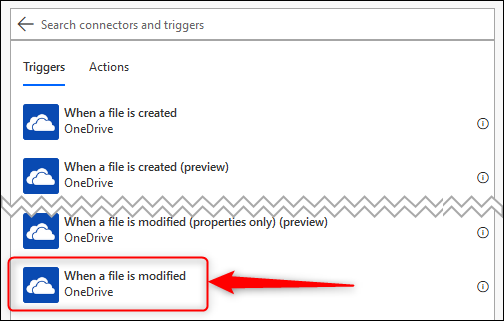 Search connectors and triggers
Triggers Actions
When a file is created
OneDrive
When a file is created (preview)
OneDrive
When a file is modified (properties only) (preview)
OneDrive
When a file is modified
OneDrive